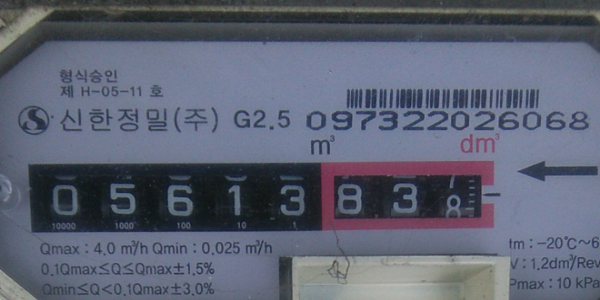 형식승인
제 H-05-11 호
신한정밀(주) G2.5 097322026068
m³ dm³
0 5 6 1 3 8 3
10000 1000 100 10 1
Qmax : 4.0 m³/h Qmin : 0.025 m³/h
0.1Qmax≤Q≤Qmax±1.5%
Qmin≤Q<0.1Qmax±3.0%
tm : -20℃~6
V : 1.2dm³/Rev
Pmax : 10 kPa